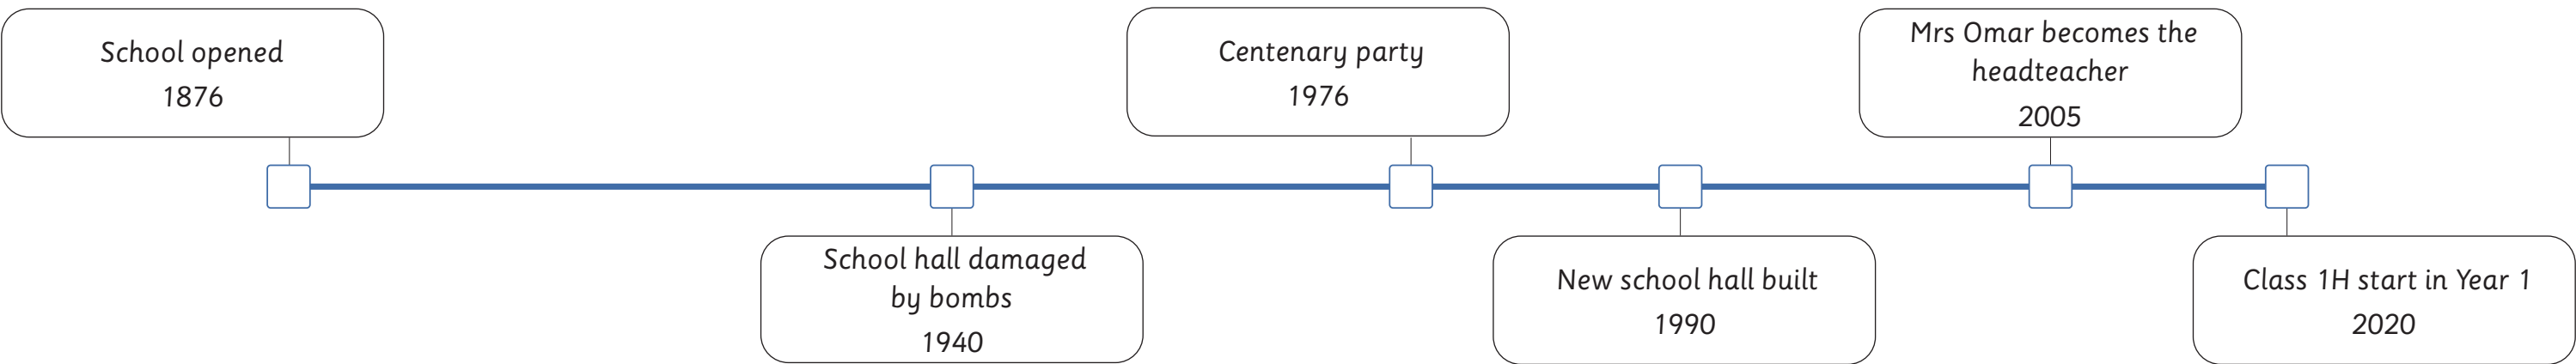 School opened
1876
School hall damaged
by bombs
1940
Centenary party
1976
New school hall built
1990
Mrs Omar becomes the
headteacher
2005
Class 1H start in Year 1
2020